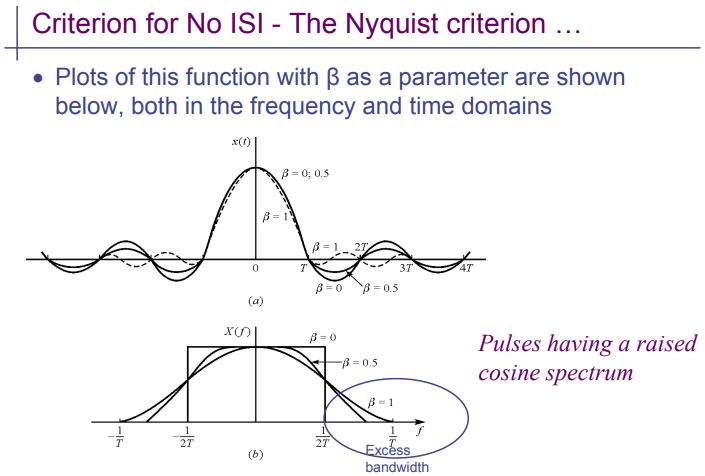 Criterion for No ISI - The Nyquist criterion …
• Plots of this function with β as a parameter are shown
below, both in the frequency and time domains
x(t)
β = 0; 0.5
β = 1
β = 1 2T
0 T 3T 4T
β = 0 β = 0.5
(a)
X(f)
β = 0
β = 0.5
β = 1
-1/T -1/2T 1/2T 1/T f
(b)
Pulses having a raised
cosine spectrum
Excess
bandwidth